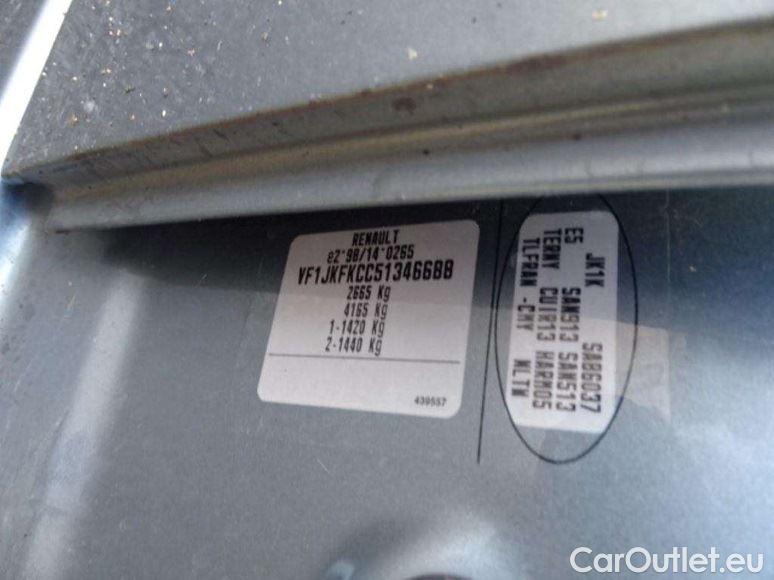 RENAULT
e2*98/14*0265
VF1JKFKCC51346688
2665 Kg
4165 Kg
1-1420 Kg
2-1440 Kg
439557
JK1K SAB6037
E5 SAN913 SAN513
TERNY CUIR13 HARM05
TLFRAN -CMY MLTW
CarOutlet.eu